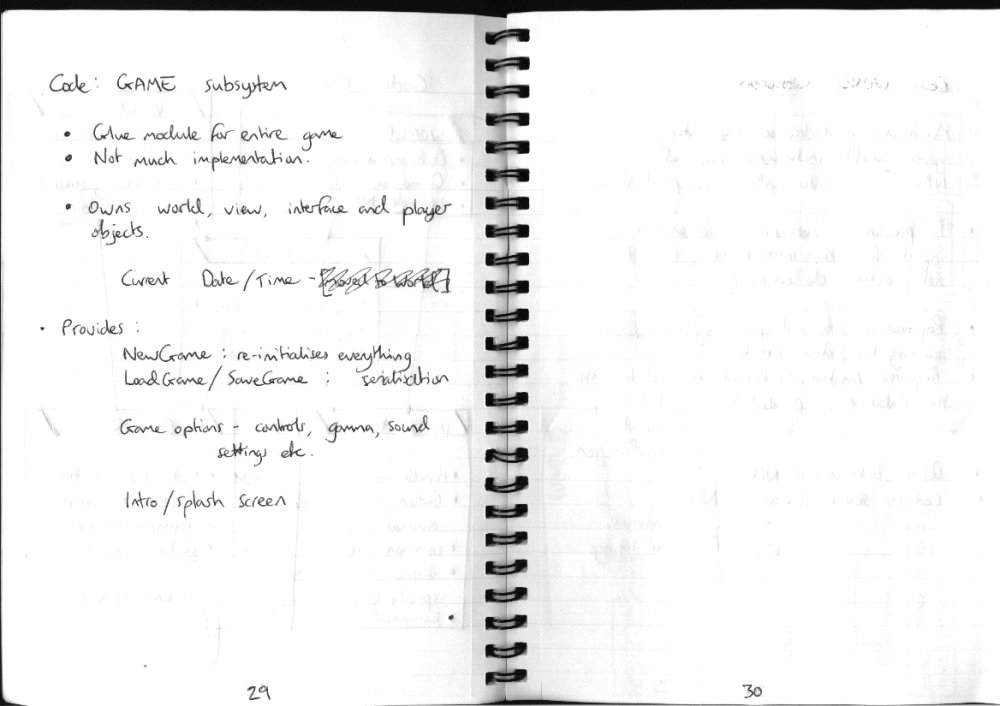 Code: GAME subsystem
• Glue module for entire game
• Not much implementation.
• Owns world, view, interface and player
objects.
Current Date/Time -
• Provides:
NewGame: re-initialises everything
LoadGame/SaveGame: serialisation
Game options - controls, gamma, sound
settings etc.
Intro/splash screen
29
30